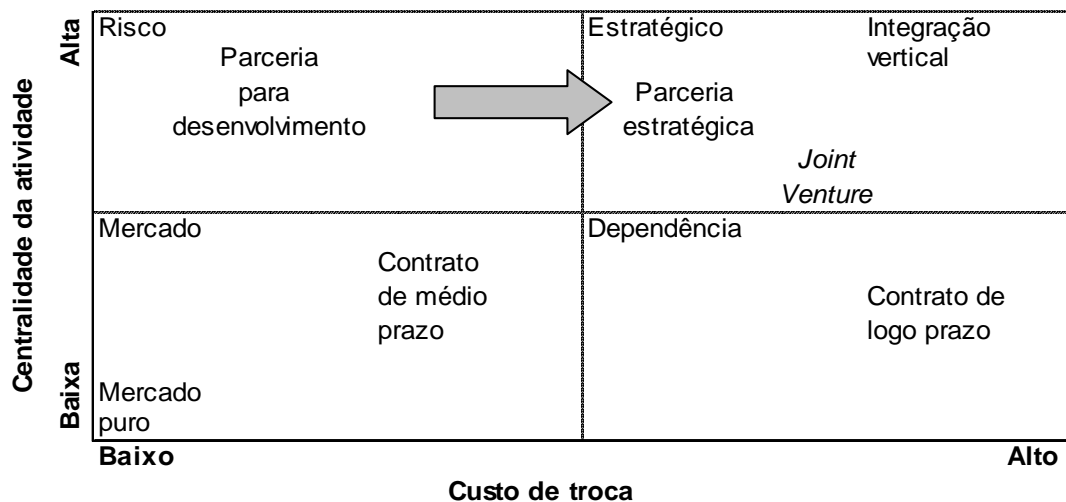 Alta
Centralidade da atividade
Baixa
Risco
Parceria
para
desenvolvimento
Estratégico
Integração
vertical
Parceria
estratégica
Joint
Venture
Mercado
Contrato
de médio
prazo
Mercado
puro
Dependência
Contrato de
logo prazo
Baixo
Alto
Custo de troca